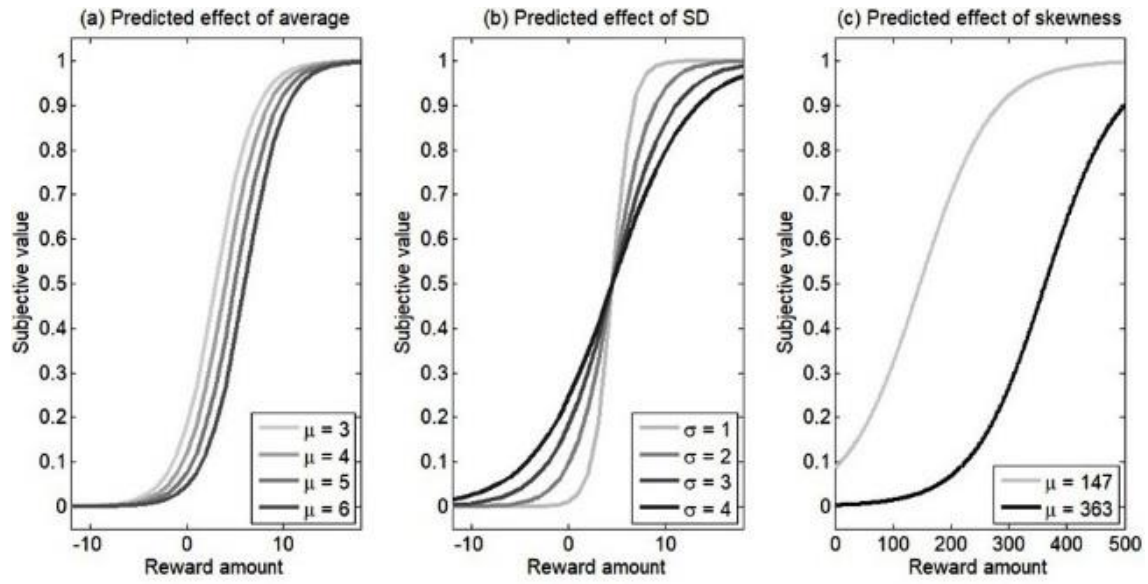 (a) Predicted effect of average
1
0.9
0.8
0.7
0.6
0.5
0.4
0.3
0.2
0.1
0
Subjective value
μ = 3
μ = 4
μ = 5
μ = 6
-10 0 10
Reward amount
(b) Predicted effect of SD
1
0.9
0.8
0.7
0.6
0.5
0.4
0.3
0.2
0.1
0
Subjective value
σ = 1
σ = 2
σ = 3
σ = 4
-10 0 10
Reward amount
(c) Predicted effect of skewness
1
0.9
0.8
0.7
0.6
0.5
0.4
0.3
0.2
0.1
0
Subjective value
μ = 147
μ = 363
0 100 200 300 400 500
Reward amount